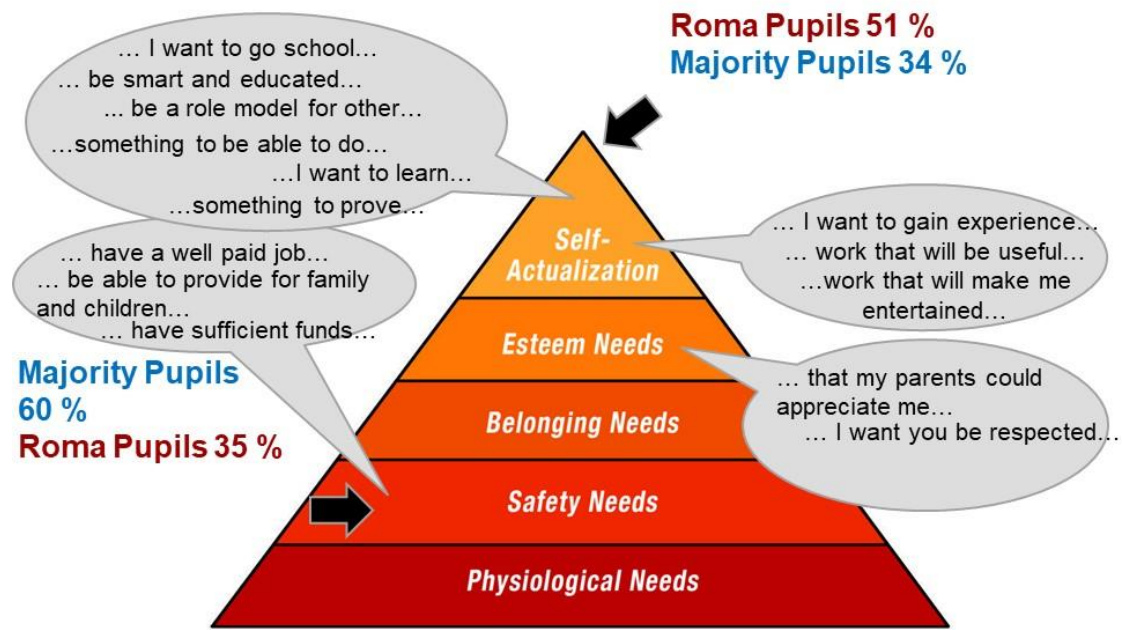 Roma Pupils 51 %
Majority Pupils 34 %
… I want to go school…
… be smart and educated…
… be a role model for other…
…something to be able to do…
…I want to learn…
…something to prove…
… have a well paid job…
… be able to provide for family
and children…
… have sufficient funds…
Majority Pupils
60 %
Roma Pupils 35 %
Self-
Actualization
Esteem Needs
Belonging Needs
Safety Needs
Physiological Needs
… I want to gain experience…
… work that will be useful…
…work that will make me
entertained…
… that my parents could
appreciate me…
… I want you be respected…